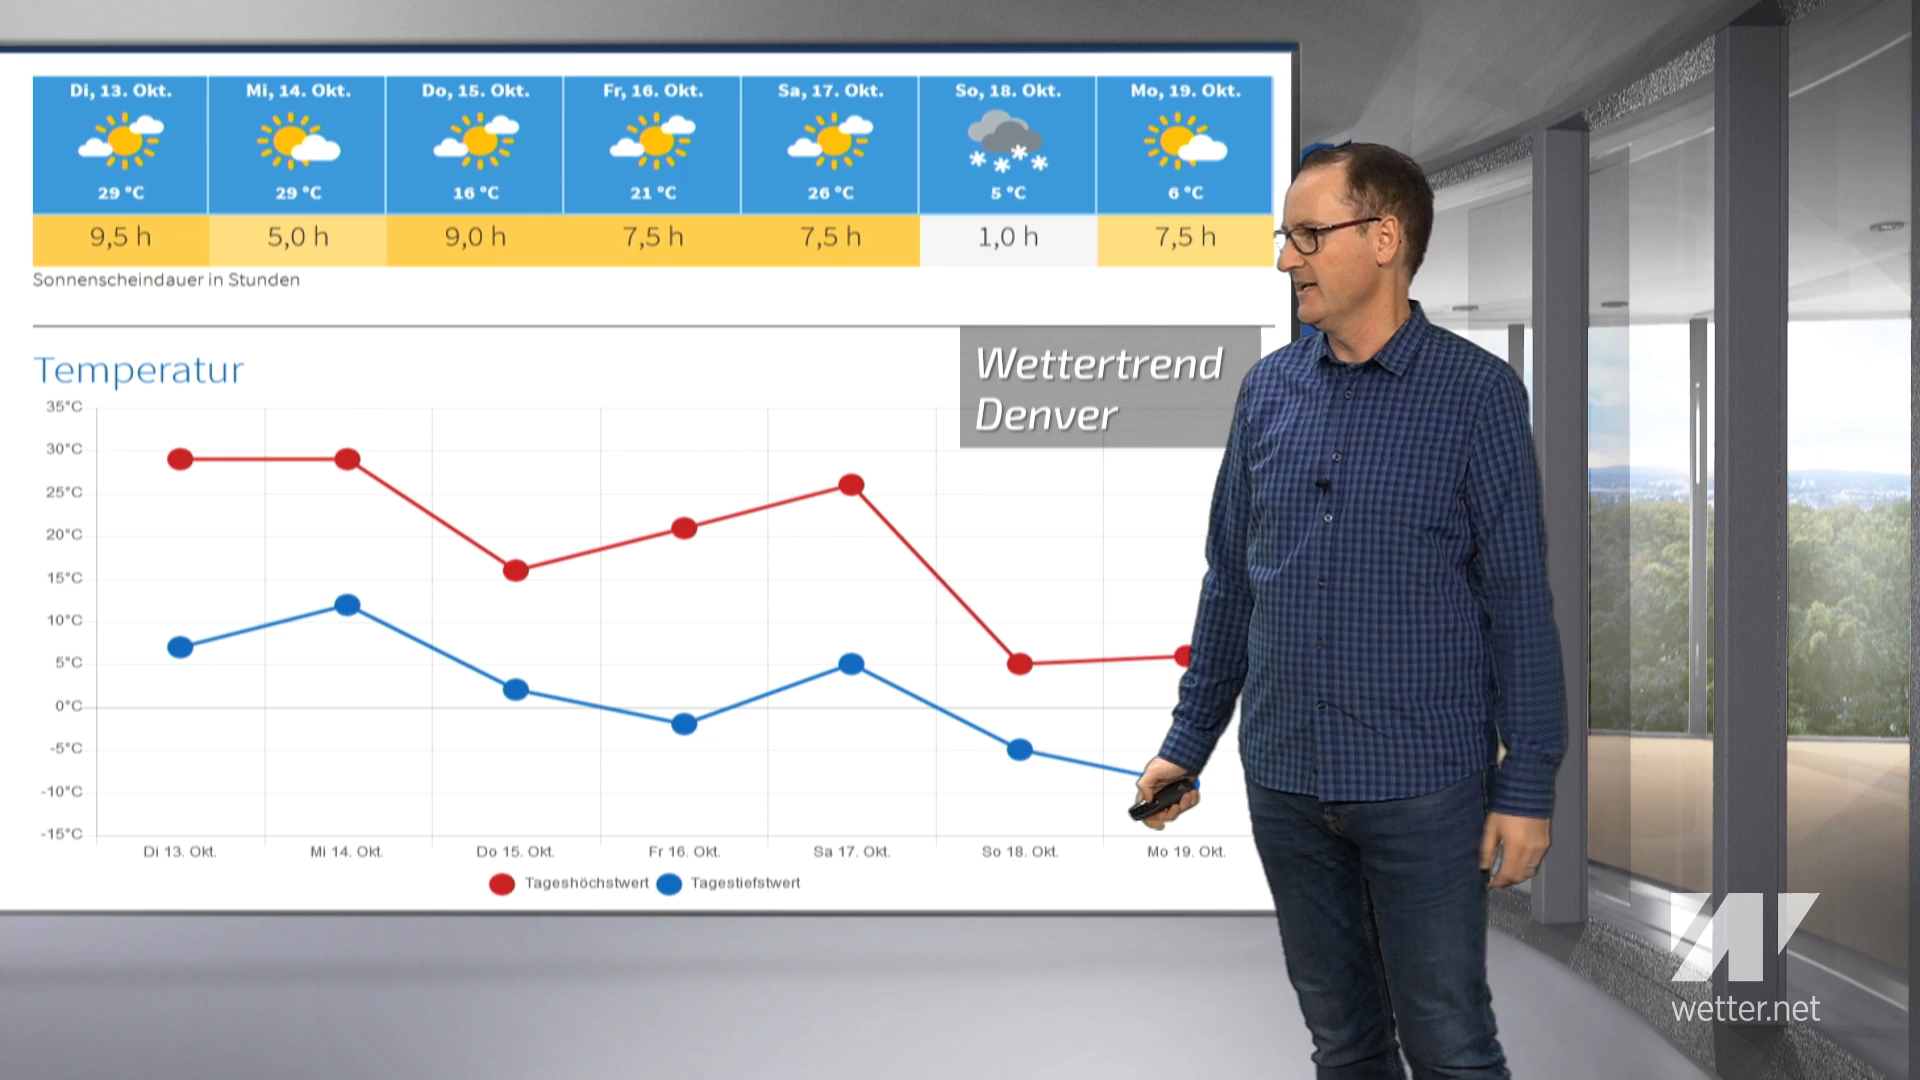 Di, 13. Okt. Mi, 14. Okt. Do, 15. Okt. Fr, 16. Okt. Sa, 17. Okt. So, 18. Okt. Mo, 19. Okt.
29 °C 29 °C 16 °C 21 °C 26 °C 5 °C 6 °C
9,5 h 5,0 h 9,0 h 7,5 h 7,5 h 1,0 h 7,5 h
Sonnenscheindauer in Stunden
Wettertrend
Denver
Temperatur
35°C
30°C
25°C
20°C
15°C
10°C
5°C
0°C
-5°C
-10°C
-15°C
Di 13. Okt. Mi 14. Okt. Do 15. Okt. Fr 16. Okt. Sa 17. Okt. So 18. Okt. Mo 19. Okt.
Tageshöchstwert Tagestiefstwert
wetter.net